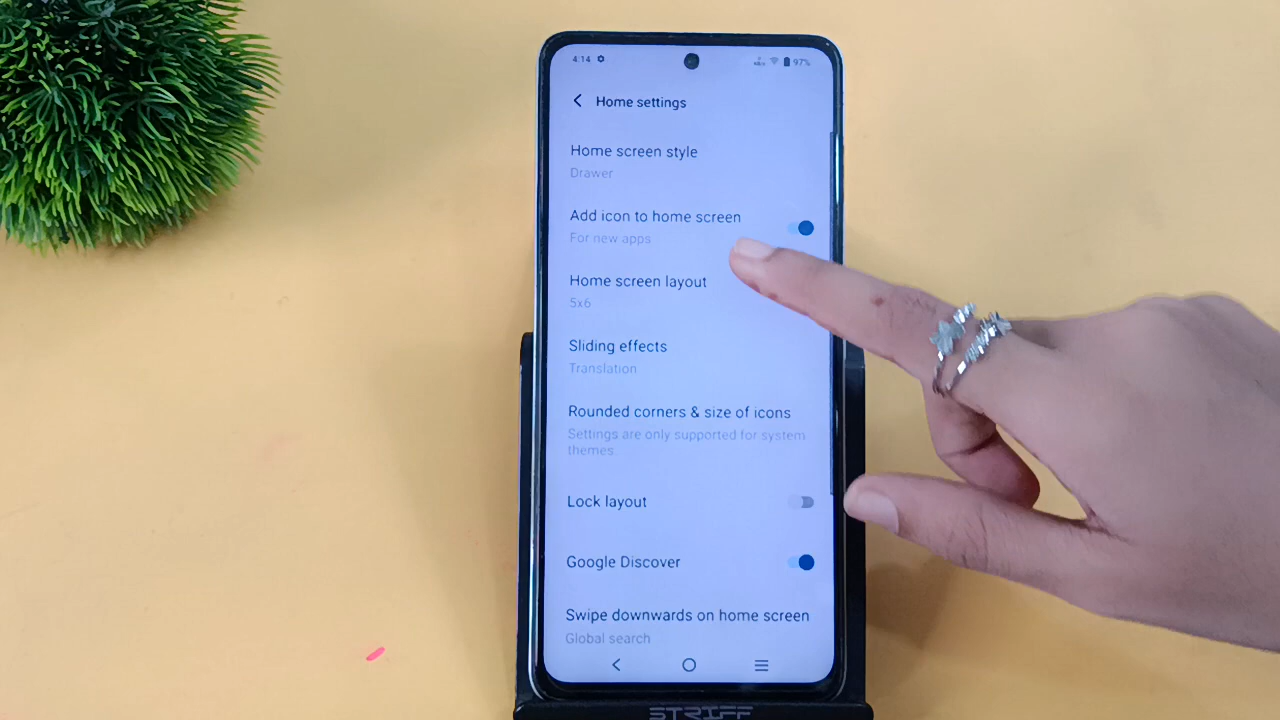 4:14
97%
Home settings
Home screen style
Drawer
Add icon to home screen
For new apps
Home screen layout
5x6
Sliding effects
Translation
Rounded corners & size of icons
Settings are only supported for system
themes
Lock layout
Google Discover
Swipe downwards on home screen
Global search
STRIFF